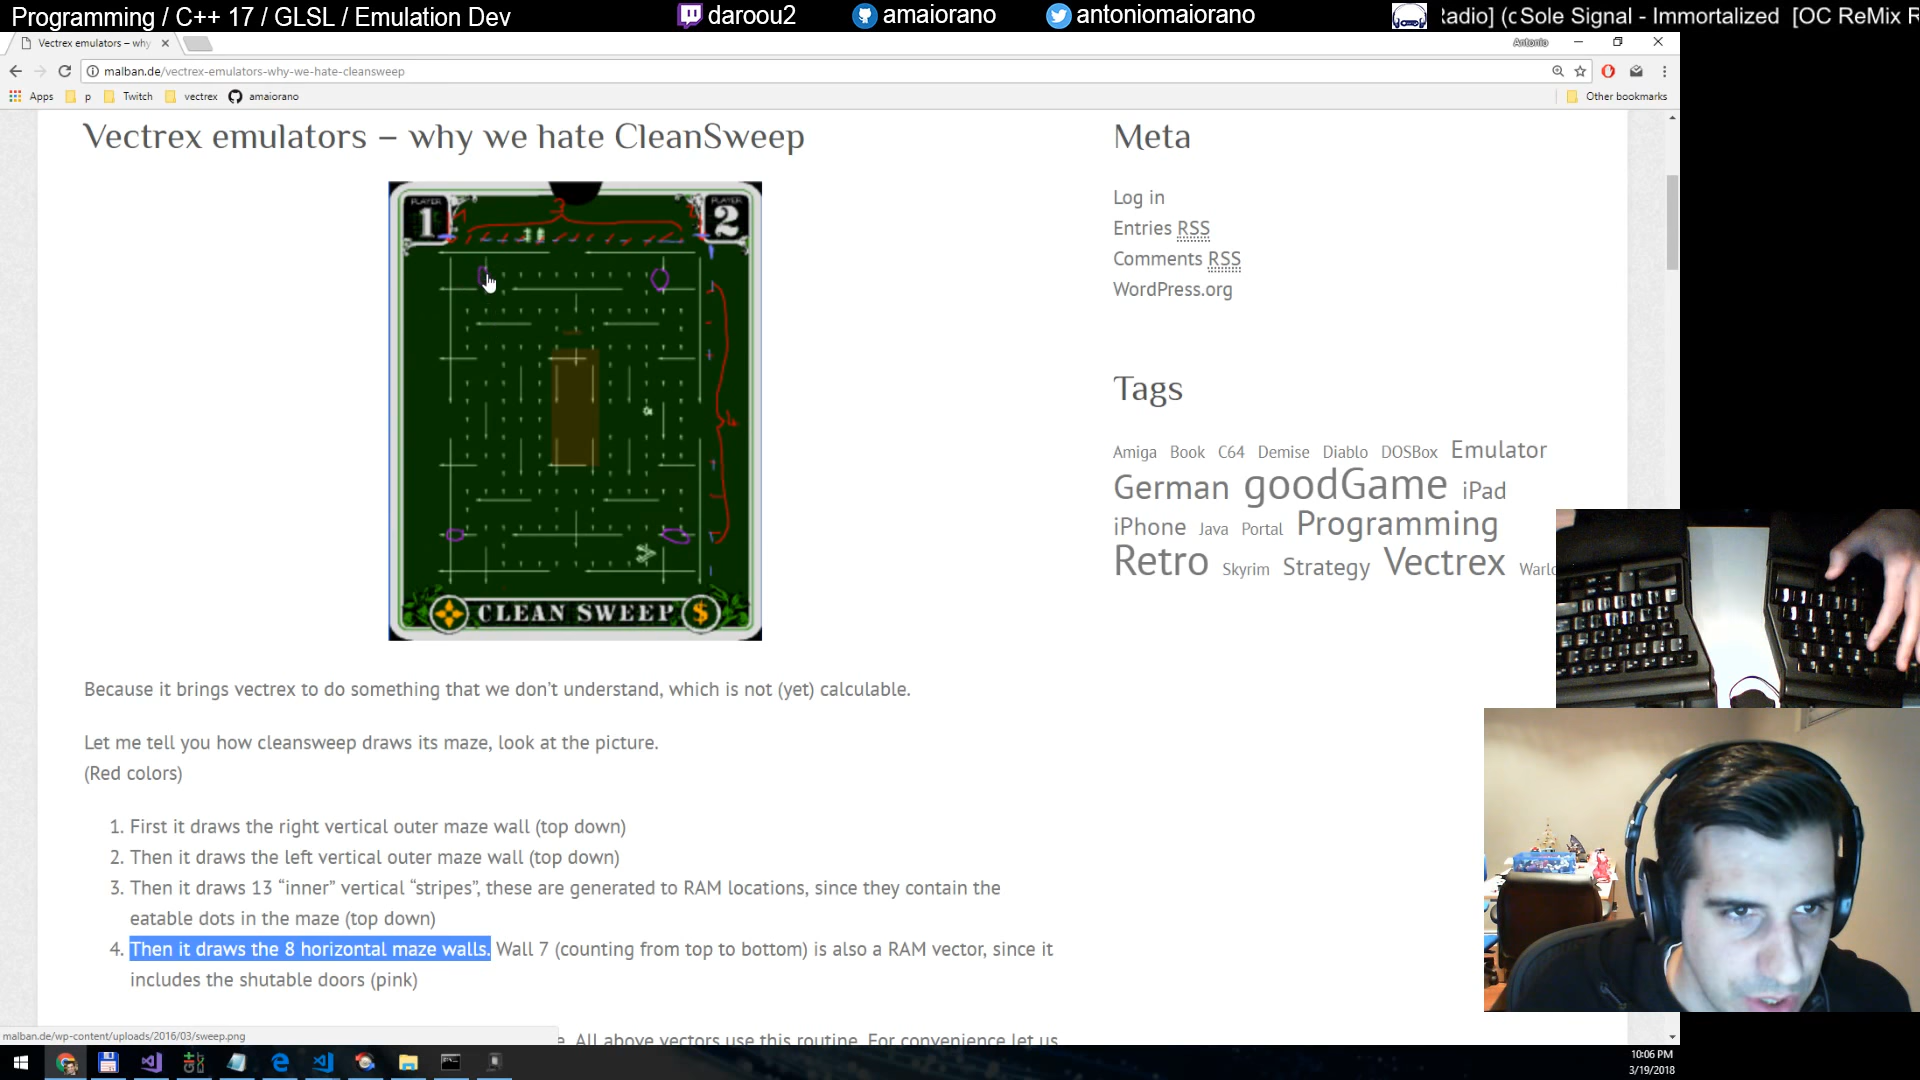 Programming / C++ 17 / GLSL / Emulation Dev
daroou2
amaiorano
antoniomaiorano
Sole Signal - Immortalized [OC ReMix R
Vectrex emulators – why
Antonio
malban.de/vectrex-emulators-why-we-hate-cleansweep
Apps
p
Twitch
vectrex
amaiorano
Other bookmarks
Vectrex emulators – why we hate CleanSweep
PLAYER
1
PLAYER
2
CLEAN SWEEP
$
Because it brings vectrex to do something that we don’t understand, which is not (yet) calculable.
Let me tell you how cleansweep draws its maze, look at the picture.
(Red colors)
1. First it draws the right vertical outer maze wall (top down)
2. Then it draws the left vertical outer maze wall (top down)
3. Then it draws 13 “inner” vertical “stripes”, these are generated to RAM locations, since they contain the
eatable dots in the maze (top down)
4. Then it draws the 8 horizontal maze walls. Wall 7 (counting from top to bottom) is also a RAM vector, since it
includes the shutable doors (pink)
All above vectors use this routine. For convenience let us
malban.de/wp-content/uploads/2016/03/sweep.png
Meta
Log in
Entries RSS
Comments RSS
WordPress.org
Tags
Amiga Book C64 Demise Diablo DOSBox Emulator
German goodGame iPad
iPhone Java Portal Programming
Retro Skyrim Strategy Vectrex
10:06 PM
3/19/2018